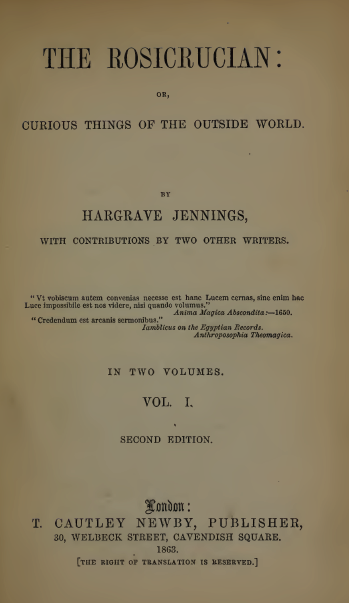 THE ROSICRUCIAN:
OR,
CURIOUS THINGS OF THE OUTSIDE WORLD.
BY
HARGRAVE JENNINGS,
WITH CONTRIBUTIONS BY TWO OTHER WRITERS.
"Vt vobiscum autem convenias necesse est hanc Lucem cernas, sine enim hac
Luce impossibile est nos videre, nisi quando volumus."
Anima Magica Abscondita:—1650.
"Credendum est arcanis sermonibus."
Iamblicus on the Egyptian Records.
Anthroposophia Theomagica.
IN TWO VOLUMES.
VOL. I.
SECOND EDITION.
London:
T. CAUTLEY NEWBY, PUBLISHER,
30, WELBECK STREET, CAVENDISH SQUARE.
1863.
[THE RIGHT OF TRANSLATION IS RESERVED.]